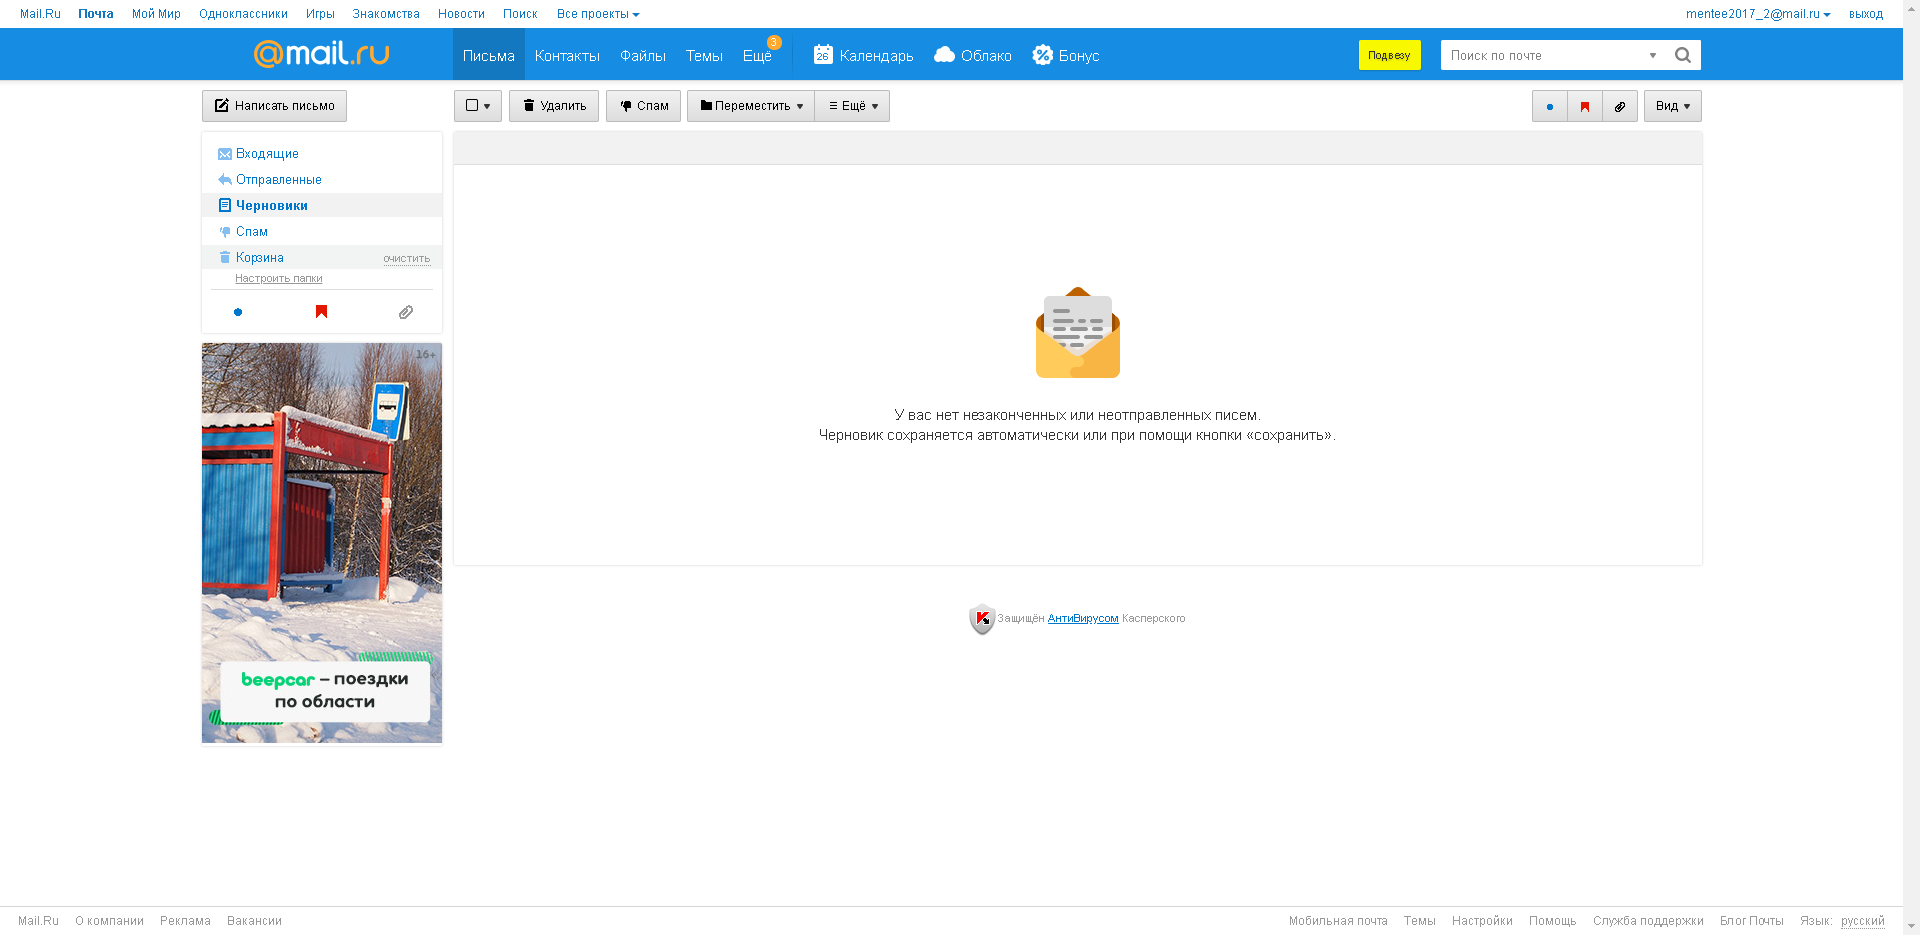 Mail.Ru Почта Мой Мир Одноклассники Игры Знакомства Новости Поиск Все проекты mentee2017_2@mail.ru выход
@mail.ru Письма Контакты Файлы Темы Ещё 3 26 Календарь Облако Бонус Подвезу Поиск по почте
Написать письмо Удалить Спам Переместить Ещё Вид
Входящие
Отправленные
Черновики
Спам
Корзина очистить
Настроить папки
16+
beepcar – поездки
по области
У вас нет незаконченных или неотправленных писем.
Черновик сохраняется автоматически или при помощи кнопки «сохранить».
Защищён АнтиВирусом Касперского
Mail.Ru О компании Реклама Вакансии Мобильная почта Темы Настройки Помощь Служба поддержки Блог Почты Язык: русский